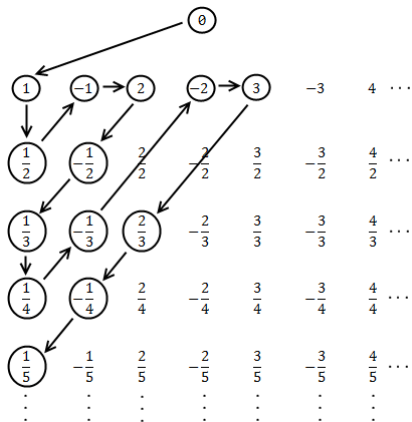 0
1 −1 2 −2 3 −3 4 ···
1/2 −1/2 2/2 −2/2 3/2 −3/2 4/2 ···
1/3 −1/3 2/3 −2/3 3/3 −3/3 4/3 ···
1/4 −1/4 2/4 −2/4 3/4 −3/4 4/4 ···
1/5 −1/5 2/5 −2/5 3/5 −3/5 4/5 ···
⋮ ⋮ ⋮ ⋮ ⋮ ⋮ ⋮